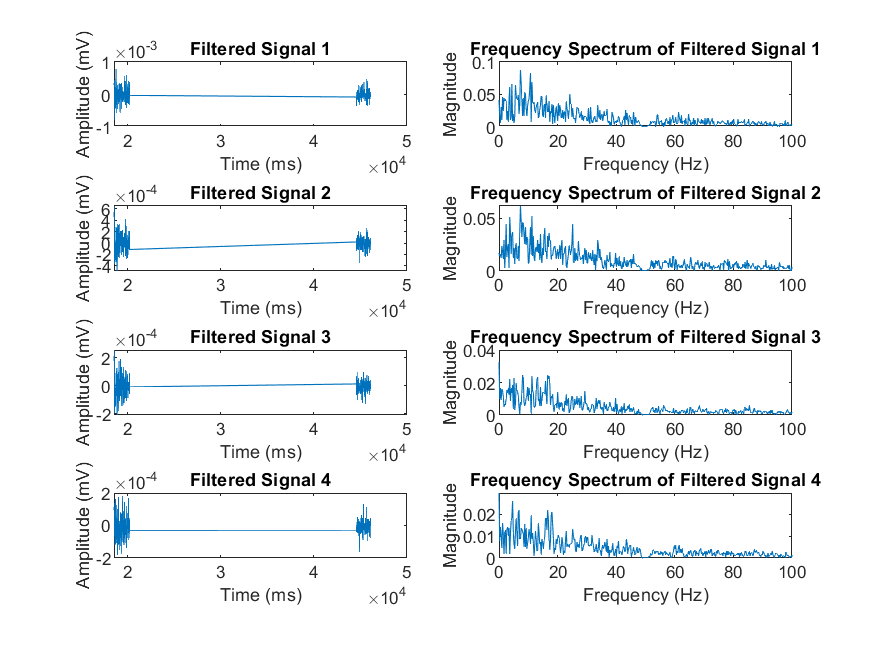 Filtered Signal 1
×10-3
Amplitude (mV)
1
0
-1
2 3 4 5
Time (ms)
×104
Frequency Spectrum of Filtered Signal 1
Magnitude
0.1
0.05
0
0 20 40 60 80 100
Frequency (Hz)
Filtered Signal 2
×10-4
Amplitude (mV)
6
4
2
0
-2
-4
2 3 4 5
Time (ms)
×104
Frequency Spectrum of Filtered Signal 2
Magnitude
0.05
0
0 20 40 60 80 100
Frequency (Hz)
Filtered Signal 3
×10-4
Amplitude (mV)
2
0
-2
2 3 4 5
Time (ms)
×104
Frequency Spectrum of Filtered Signal 3
Magnitude
0.04
0.02
0
0 20 40 60 80 100
Frequency (Hz)
Filtered Signal 4
×10-4
Amplitude (mV)
2
0
-2
2 3 4 5
Time (ms)
×104
Frequency Spectrum of Filtered Signal 4
Magnitude
0.02
0.01
0
0 20 40 60 80 100
Frequency (Hz)